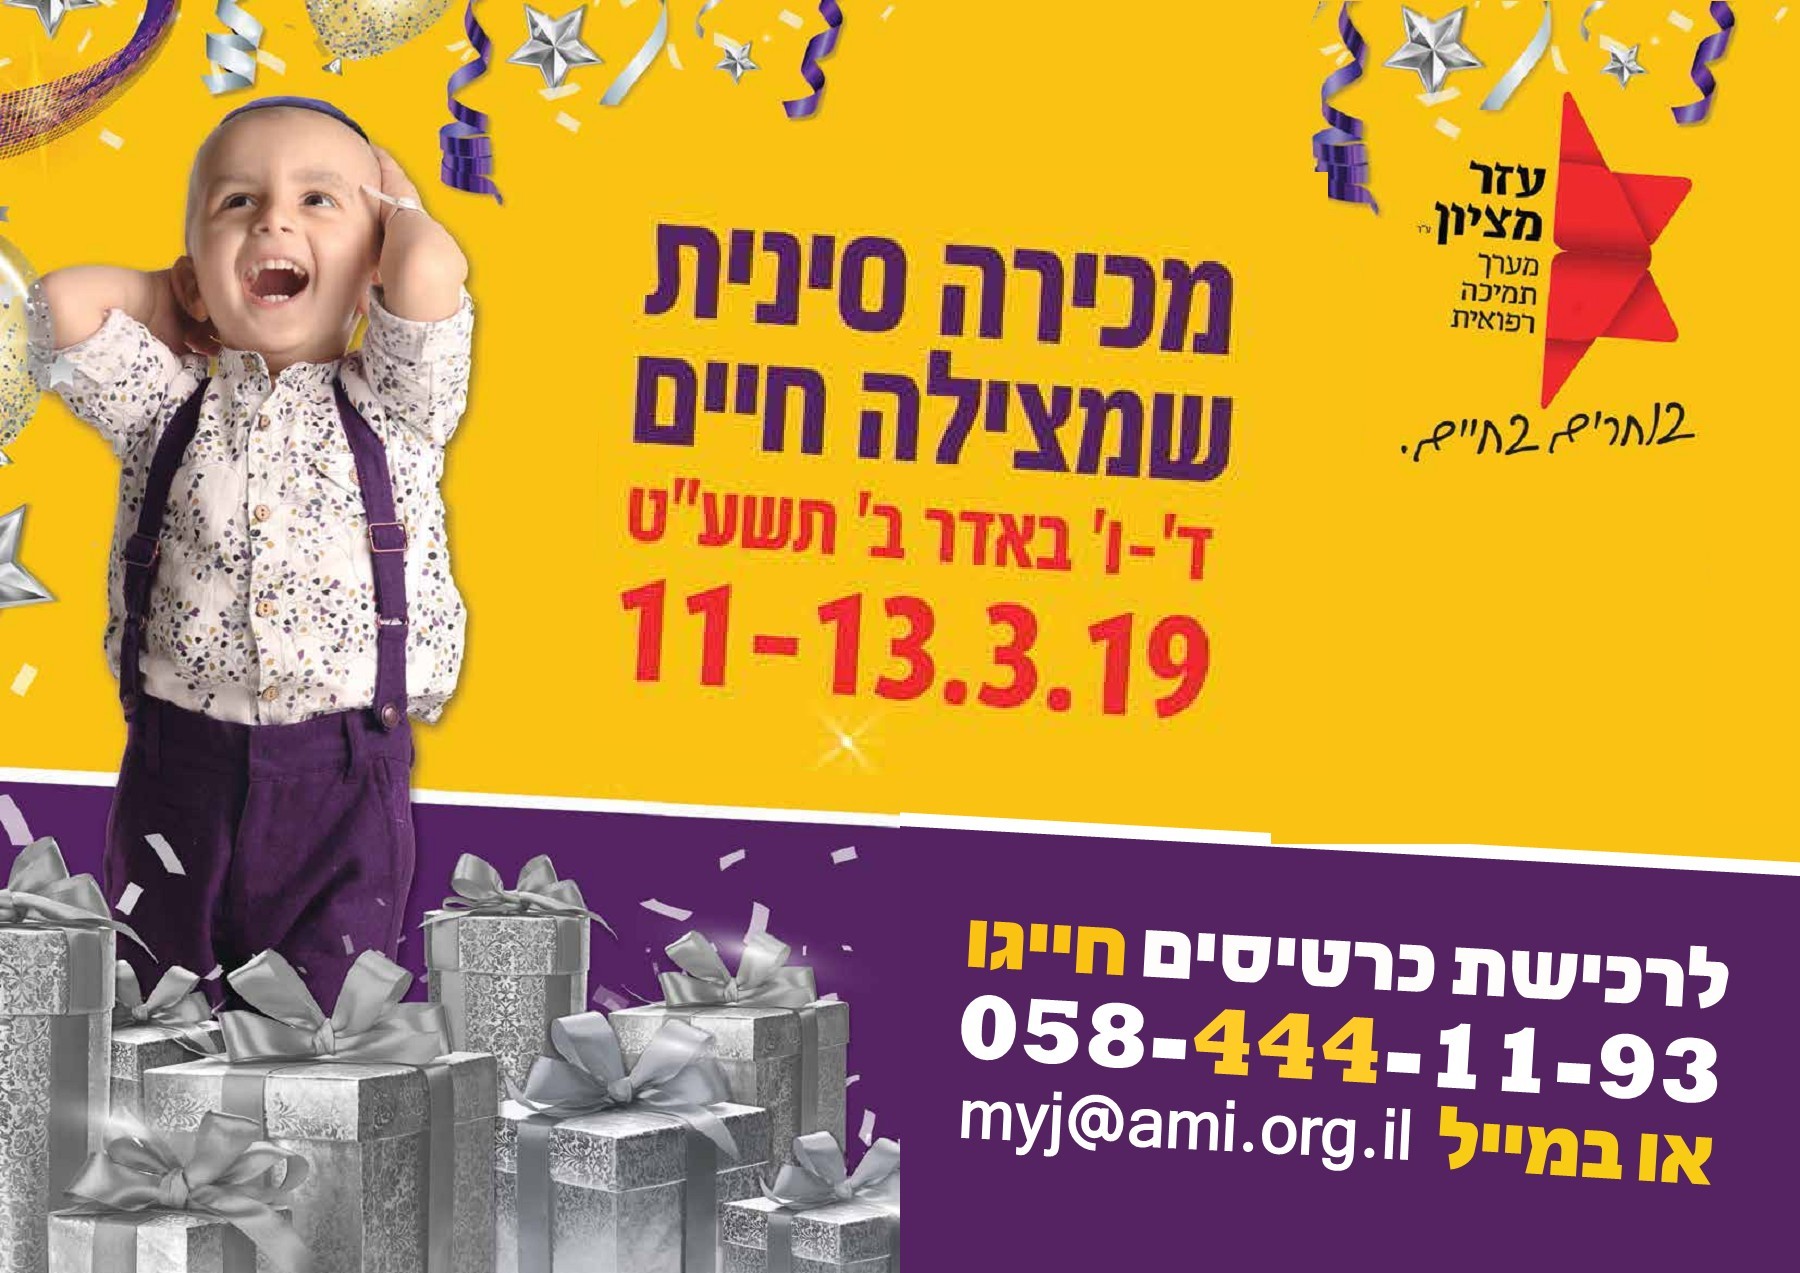 עזר
מציון ע״ר
מערך
תמיכה
רפואית
בוחרים בחיים.
מכירה סינית
שמצילה חיים
ד'-ו' באדר ב' תשע"ט
11-13.3.19
לרכישת כרטיסים חייגו
058-444-11-93
או במייל myj@ami.org.il